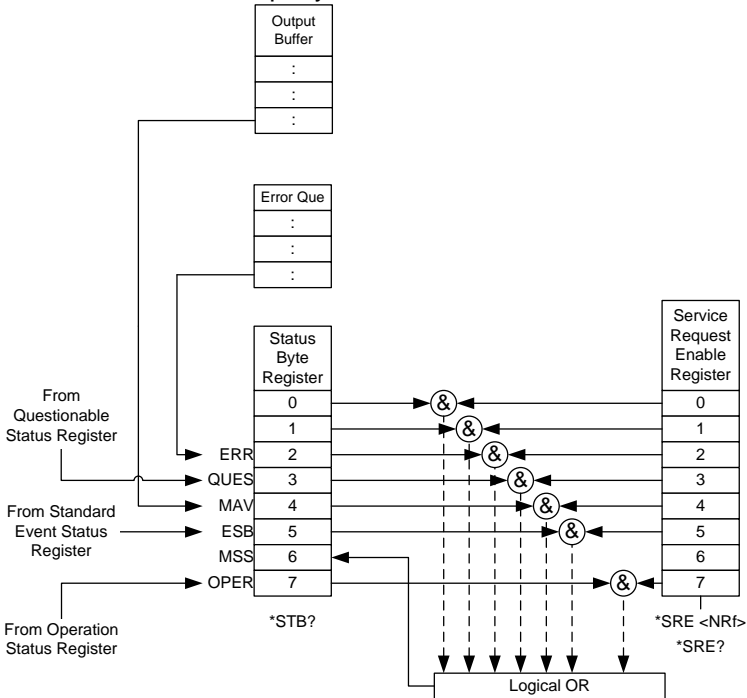 Output
Buffer
:
:
:
Error Que
:
:
:
Status
Byte
Register
0
1
2
3
4
5
6
7
ERR
QUES
MAV
ESB
MSS
OPER
*STB?
From
Questionable
Status Register
From Standard
Event Status
Register
From Operation
Status Register
&
&
&
&
&
&
&
Service
Request
Enable
Register
0
1
2
3
4
5
6
7
*SRE <NRf>
*SRE?
Logical OR